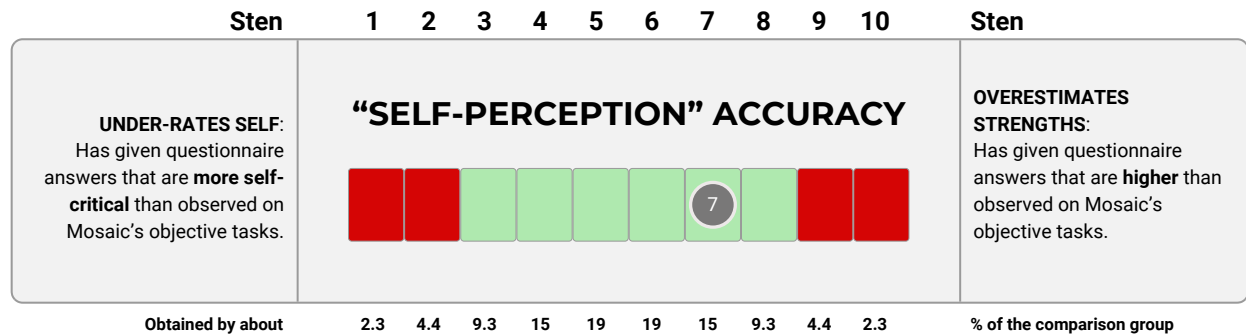 Sten 1 2 3 4 5 6 7 8 9 10 Sten
UNDER-RATES SELF:
Has given questionnaire
answers that are more self-
critical than observed on
Mosaic’s objective tasks.
“SELF-PERCEPTION” ACCURACY
7
OVERESTIMATES
STRENGTHS:
Has given questionnaire
answers that are higher than
observed on Mosaic’s
objective tasks.
Obtained by about 2.3 4.4 9.3 15 19 19 15 9.3 4.4 2.3 % of the comparison group